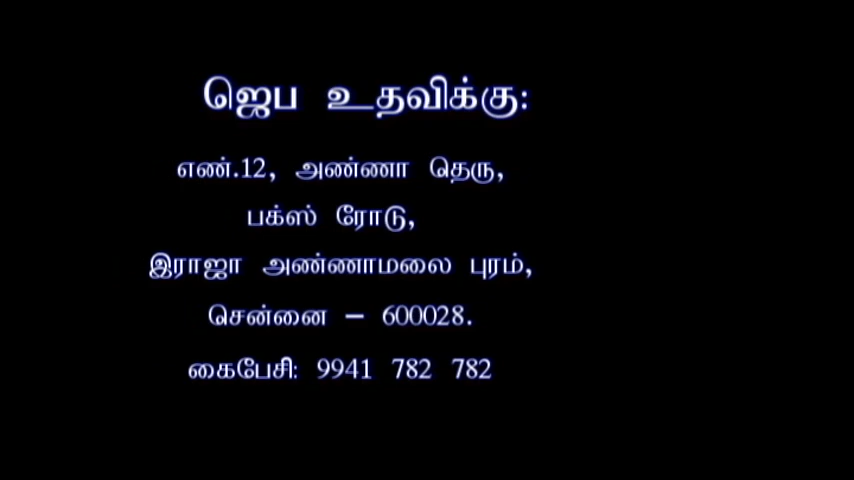 ஜெப உதவிக்கு:
எண்.12, அண்ணா தெரு,
பக்ஸ் ரோடு,
இராஜா அண்ணாமலை புரம்,
சென்னை – 600028.
கைபேசி: 9941 782 782